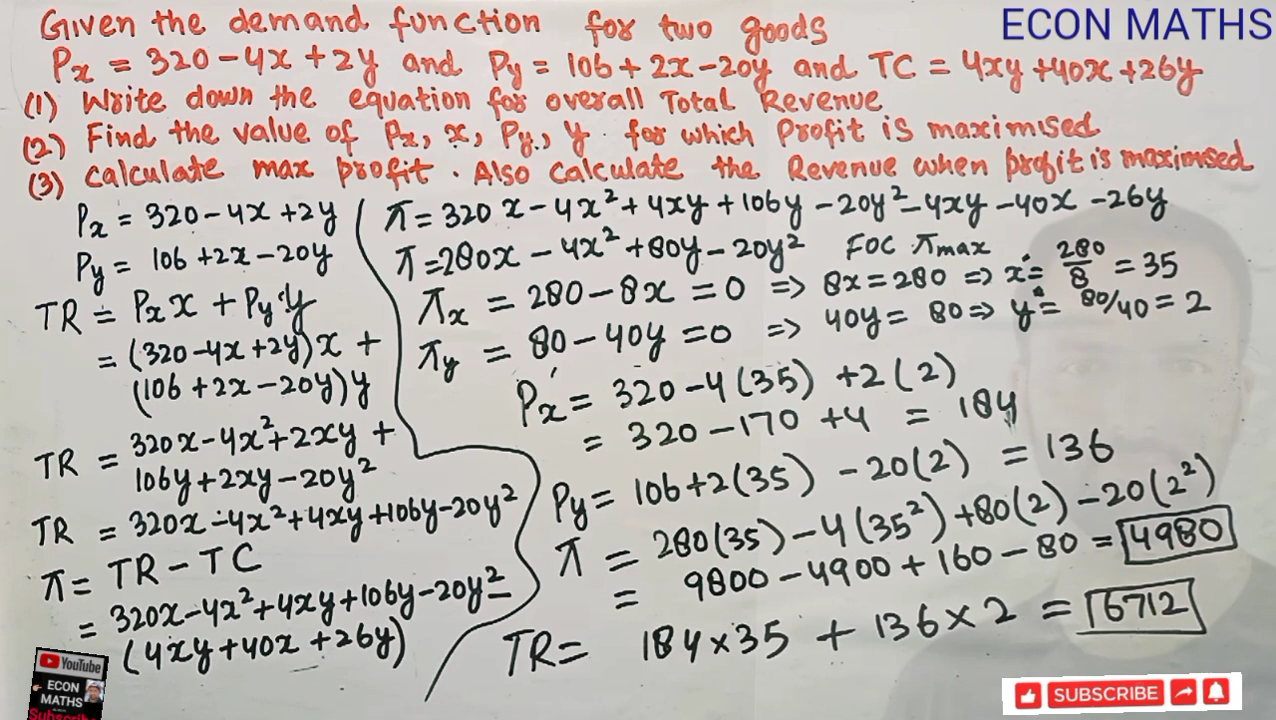 ECON MATHS
Given the demand function for two goods
Px = 320-4x+2y and Py = 106+2x-20y and TC = 4xy+40x+26y
(1) Write down the equation for overall Total Revenue
(2) Find the value of Px, x, Py, y for which Profit is maximised
(3) calculate max profit. Also calculate the Revenue when profit is maximised
Px = 320-4x+2y
Py = 106+2x-20y
TR = Px x + Py y
= (320-4x+2y)x +
(106+2x-20y)y
TR = 320x-4x²+2xy+
106y+2xy-20y²
TR = 320x-4x²+4xy+106y-20y²
π = TR-TC
= 320x-4x²+4xy+106y-20y²-
(4xy+40x+26y)
π = 320x-4x²+4xy+106y-20y²-4xy-40x-26y
π = 280x-4x²+80y-20y² FOC πmax
πx = 280-8x = 0 => 8x = 280 => x* = 280/8 = 35
πy = 80-40y = 0 => 40y = 80 => y* = 80/40 = 2
Px = 320-4(35)+2(2)
= 320-170+4 = 184
Py = 106+2(35)-20(2) = 136
π = 280(35)-4(35²)+80(2)-20(2²)
= 9800-4900+160-80 = 4980
TR = 184×35 + 136×2 = 6712
YouTube
ECON
MATHS
Subscribe
SUBSCRIBE